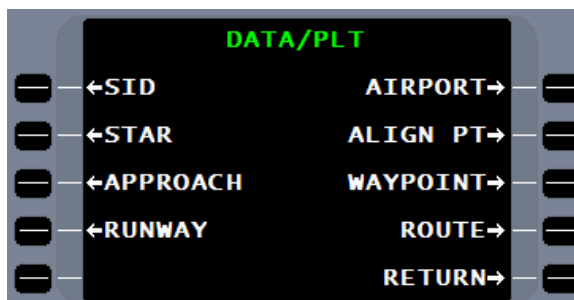 DATA/PLT
←SID AIRPORT→
←STAR ALIGN PT→
←APPROACH WAYPOINT→
←RUNWAY ROUTE→
RETURN→